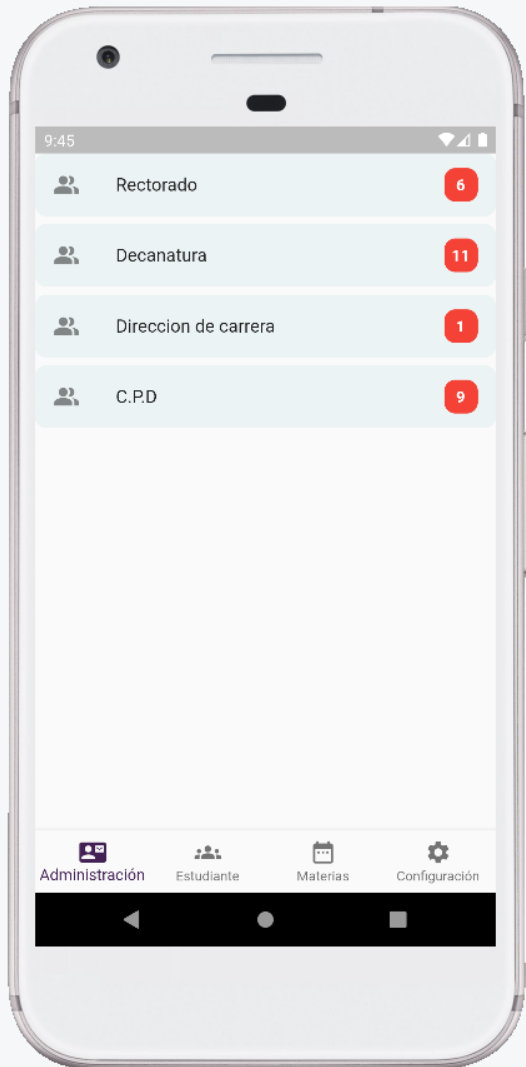 9:45
Rectorado 6
Decanatura 11
Direccion de carrera 1
C.P.D 9
Administración Estudiante Materias Configuración